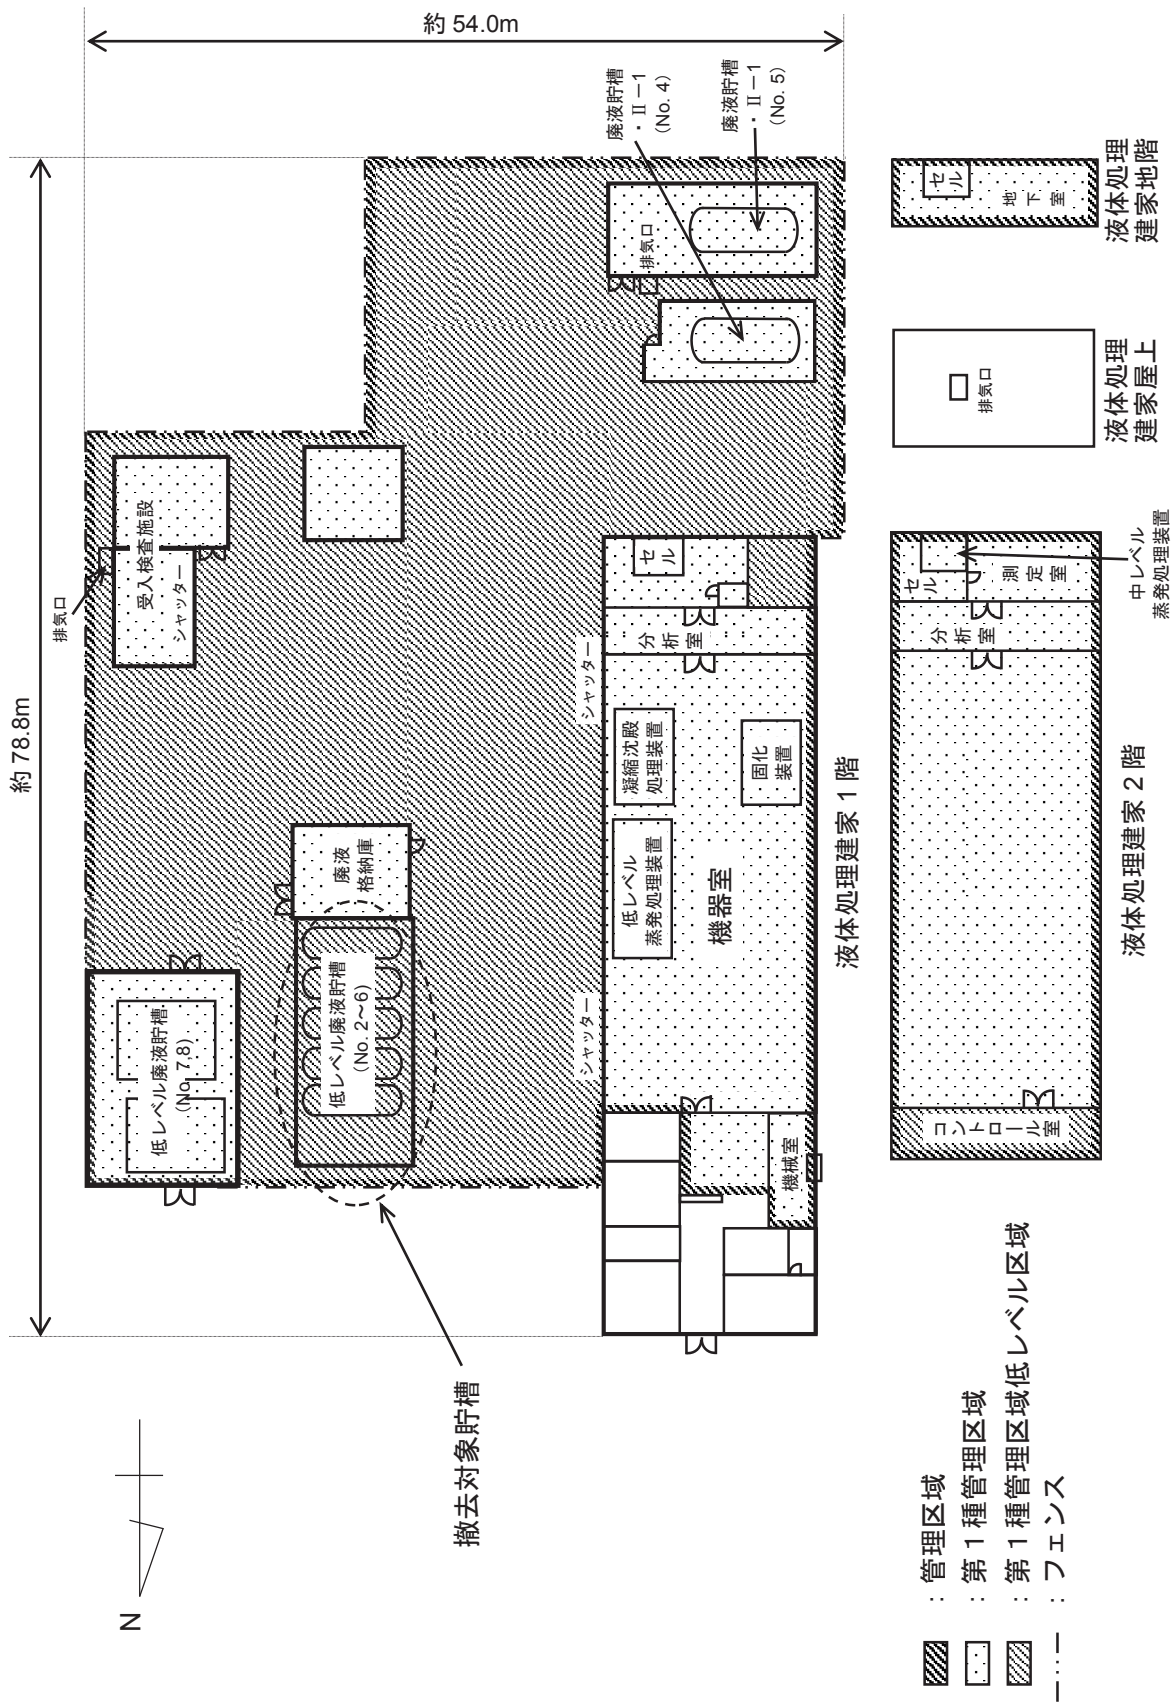 約 78.8m
約 54.0m
排気口
受入検査施設
シャッター
低レベル廃液貯槽
(No. 7,8)
低レベル廃液貯槽
(No. 2～6)
廃液
格納庫
廃液貯槽
・Ⅱ－1
(No. 4)
廃液貯槽
・Ⅱ－1
(No. 5)
排気口
シャッター
シャッター
低レベル
蒸発処理装置
凝縮沈殿
処理装置
固化
装置
機器室
分析室
セル
機械室
液体処理建家 1 階
コントロール室
分析室
セル
測定室
中レベル
蒸発処理装置
液体処理建家 2 階
排気口
液体処理
建家屋上
セル
地下室
液体処理
建家地階
撤去対象貯槽
N
：管理区域
：第 1 種管理区域
：第 1 種管理区域低レベル区域
：フェンス